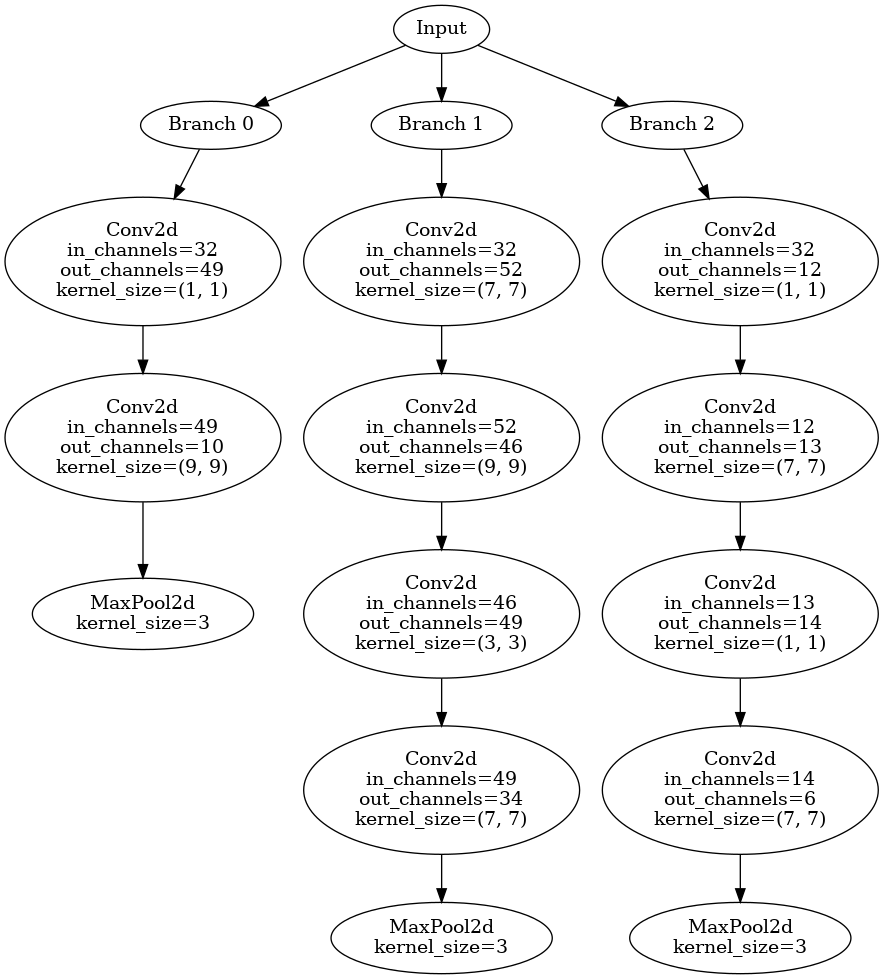 Input
Branch 0
Branch 1
Branch 2
Conv2d
in_channels=32
out_channels=49
kernel_size=(1, 1)
Conv2d
in_channels=32
out_channels=52
kernel_size=(7, 7)
Conv2d
in_channels=32
out_channels=12
kernel_size=(1, 1)
Conv2d
in_channels=49
out_channels=10
kernel_size=(9, 9)
Conv2d
in_channels=52
out_channels=46
kernel_size=(9, 9)
Conv2d
in_channels=12
out_channels=13
kernel_size=(7, 7)
MaxPool2d
kernel_size=3
Conv2d
in_channels=46
out_channels=49
kernel_size=(3, 3)
Conv2d
in_channels=13
out_channels=14
kernel_size=(1, 1)
Conv2d
in_channels=49
out_channels=34
kernel_size=(7, 7)
Conv2d
in_channels=14
out_channels=6
kernel_size=(7, 7)
MaxPool2d
kernel_size=3
MaxPool2d
kernel_size=3